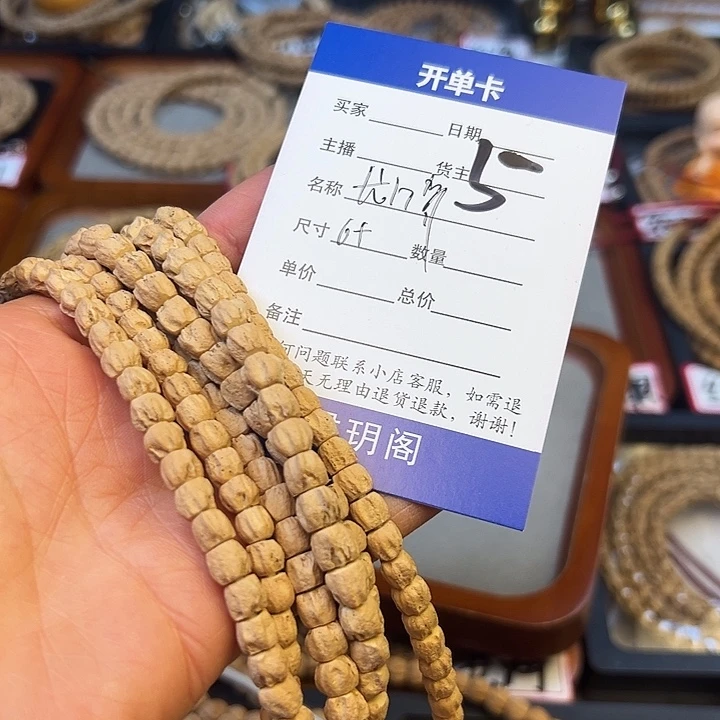 开单卡
买家 日期
主播 货主 5
名称
尺寸 6+ 数量
单价 总价
备注
何问题联系小店客服，如需退
天无理由退货退款，谢谢！
玥阁